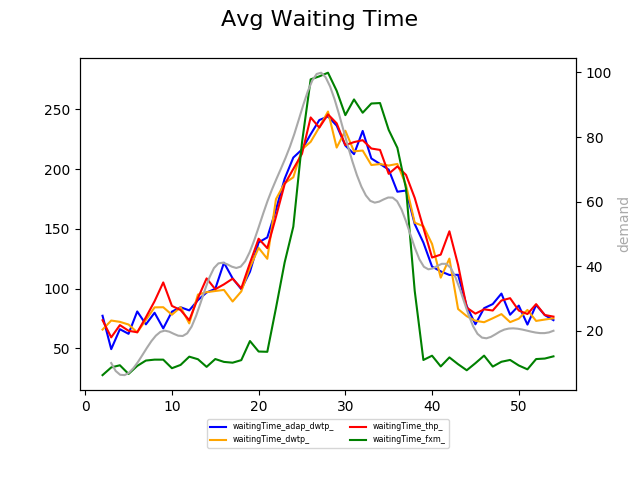 Avg Waiting Time
250
200
150
100
50
100
80
60
40
20
demand
0 10 20 30 40 50
waitingTime_adap_dwtp_ waitingTime_thp_
waitingTime_dwtp_ waitingTime_fxm_